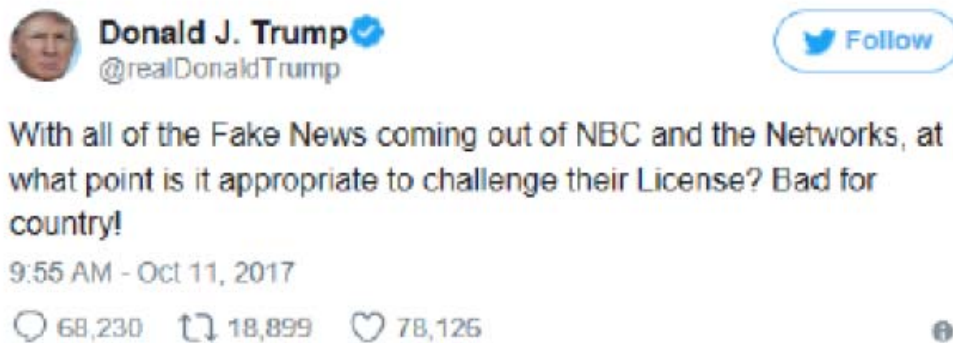 Donald J. Trump
Follow
@realDonaldTrump
With all of the Fake News coming out of NBC and the Networks, at
what point is it appropriate to challenge their License? Bad for
country!
9:55 AM - Oct 11, 2017
68,230 18,899 78,126